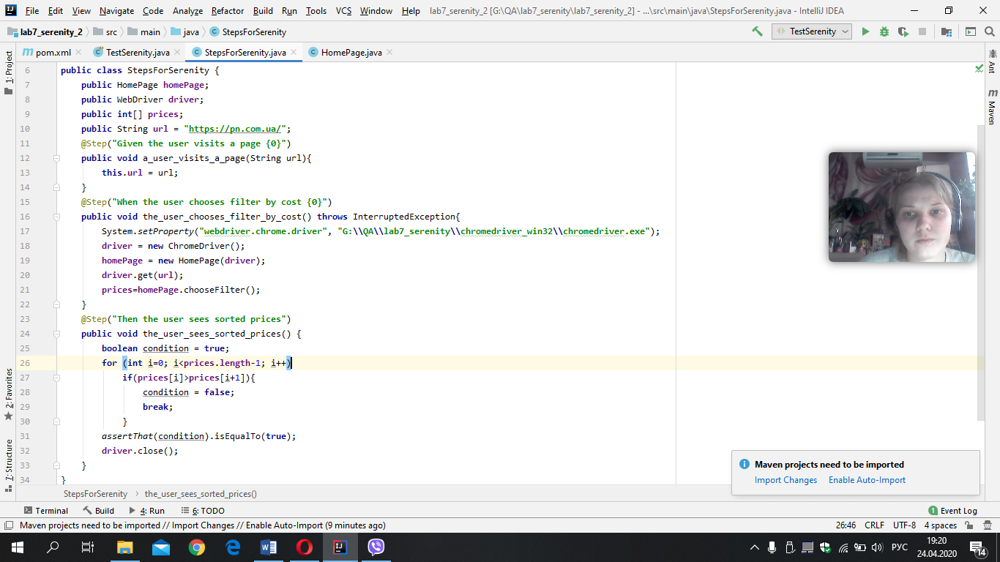 File Edit View Navigate Code Analyze Refactor Build Run Tools VCS Window Help lab7_serenity_2 [G:\QA\lab7_serenity\lab7_serenity_2] - ...\src\main\java\StepsForSerenity.java - IntelliJ IDEA
lab7_serenity_2 src main java StepsForSerenity TestSerenity
pom.xml TestSerenity.java StepsForSerenity.java HomePage.java
1: Project
2: Favorites
7: Structure
Ant
Maven
6 public class StepsForSerenity {
7 public HomePage homePage;
8 public WebDriver driver;
9 public int[] prices;
10 public String url = "https://pn.com.ua/";
11 @Step("Given the user visits a page {0}")
12 public void a_user_visits_a_page(String url){
13 this.url = url;
14 }
15 @Step("When the user chooses filter by cost {0}")
16 public void the_user_chooses_filter_by_cost() throws InterruptedException{
17 System.setProperty("webdriver.chrome.driver", "G:\\QA\\lab7_serenity\\chromedriver_win32\\chromedriver.exe");
18 driver = new ChromeDriver();
19 homePage = new HomePage(driver);
20 driver.get(url);
21 prices=homePage.chooseFilter();
22 }
23 @Step("Then the user sees sorted prices")
24 public void the_user_sees_sorted_prices() {
25 boolean condition = true;
26 for (int i=0; i<prices.length-1; i++)
27 if(prices[i]>prices[i+1]){
28 condition = false;
29 break;
30 }
31 assertThat(condition).isEqualTo(true);
32 driver.close();
33 }
34 }
Maven projects need to be imported
Import Changes Enable Auto-Import
StepsForSerenity the_user_sees_sorted_prices()
Terminal Build 4: Run 6: TODO 1 Event Log
Maven projects need to be imported // Import Changes // Enable Auto-Import (9 minutes ago) 26:46 CRLF UTF-8 4 spaces
РУС 19:20
24.04.2020 14